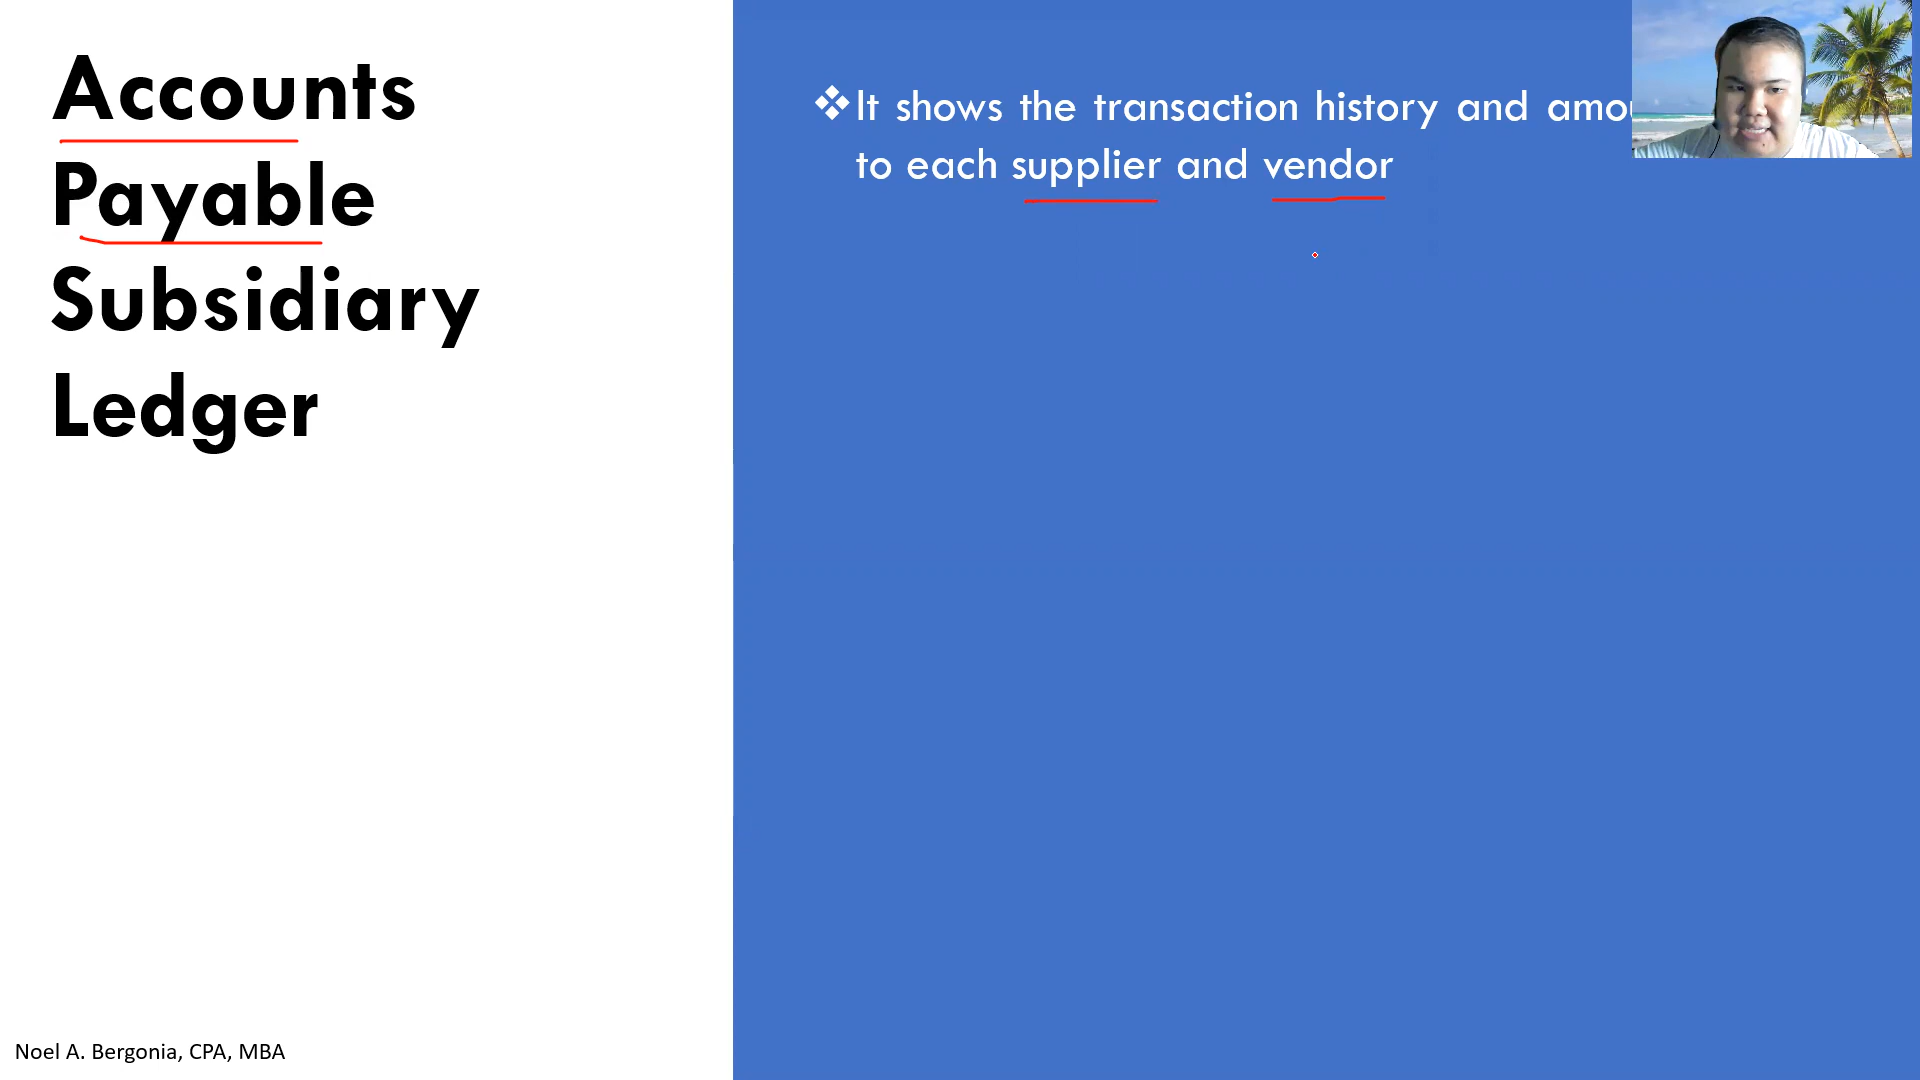 Accounts
Payable
Subsidiary
Ledger
❖It shows the transaction history and
to each supplier and vendor
Noel A. Bergonia, CPA, MBA